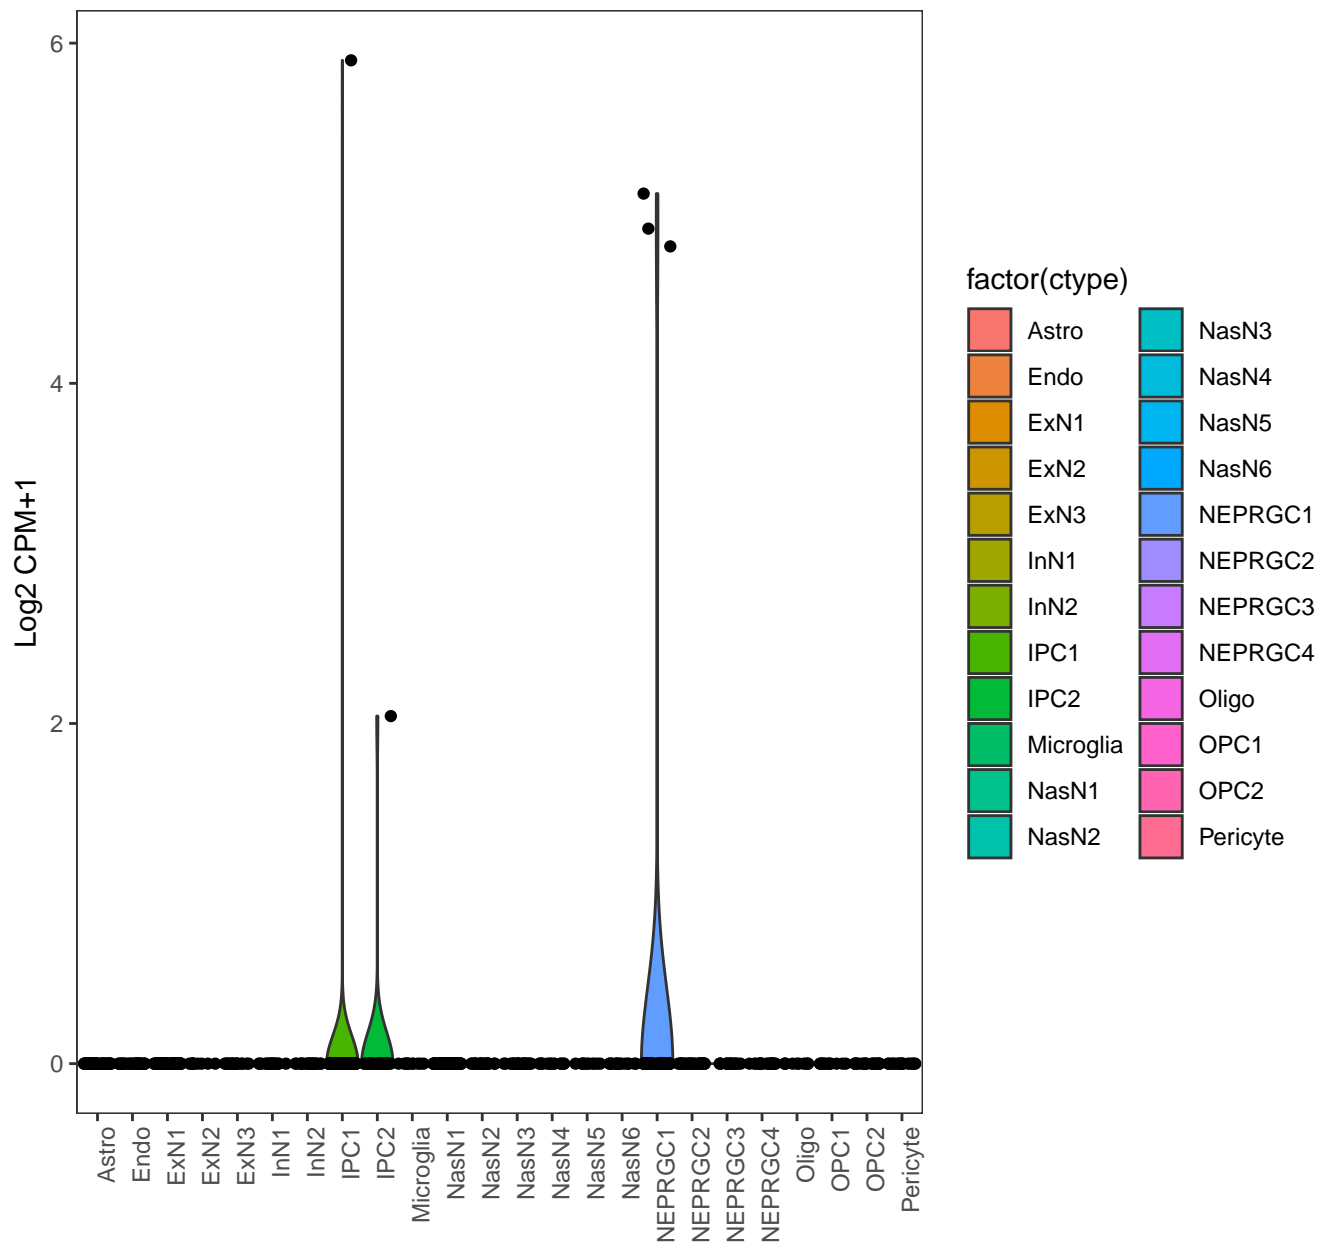 6
4
2
0
Log2 CPM+1
Astro
Endo
ExN1
ExN2
ExN3
InN1
InN2
IPC1
IPC2
Microglia
NasN1
NasN2
NasN3
NasN4
NasN5
NasN6
NEPRGC1
NEPRGC2
NEPRGC3
NEPRGC4
Oligo
OPC1
OPC2
Pericyte
factor(ctype)
Astro
Endo
ExN1
ExN2
ExN3
InN1
InN2
IPC1
IPC2
Microglia
NasN1
NasN2
NasN3
NasN4
NasN5
NasN6
NEPRGC1
NEPRGC2
NEPRGC3
NEPRGC4
Oligo
OPC1
OPC2
Pericyte